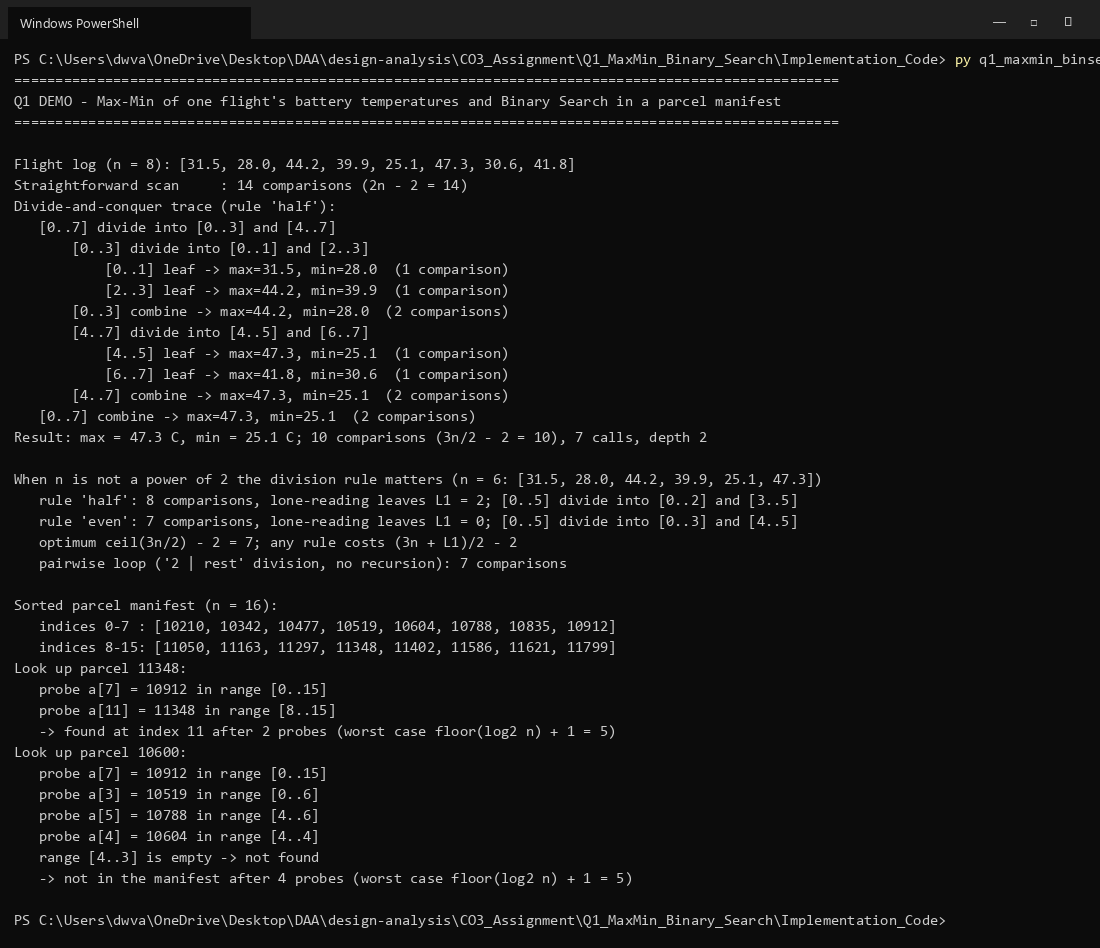 Windows PowerShell
PS C:\Users\dwva\OneDrive\Desktop\DAA\design-analysis\CO3_Assignment\Q1_MaxMin_Binary_Search\Implementation_Code> py q1_maxmin_binse
====================================================================================================
Q1 DEMO - Max-Min of one flight's battery temperatures and Binary Search in a parcel manifest
====================================================================================================
Flight log (n = 8): [31.5, 28.0, 44.2, 39.9, 25.1, 47.3, 30.6, 41.8]
Straightforward scan     : 14 comparisons (2n - 2 = 14)
Divide-and-conquer trace (rule 'half'):
   [0..7] divide into [0..3] and [4..7]
       [0..3] divide into [0..1] and [2..3]
           [0..1] leaf -> max=31.5, min=28.0  (1 comparison)
           [2..3] leaf -> max=44.2, min=39.9  (1 comparison)
       [0..3] combine -> max=44.2, min=28.0  (2 comparisons)
       [4..7] divide into [4..5] and [6..7]
           [4..5] leaf -> max=47.3, min=25.1  (1 comparison)
           [6..7] leaf -> max=41.8, min=30.6  (1 comparison)
       [4..7] combine -> max=47.3, min=25.1  (2 comparisons)
   [0..7] combine -> max=47.3, min=25.1  (2 comparisons)
Result: max = 47.3 C, min = 25.1 C; 10 comparisons (3n/2 - 2 = 10), 7 calls, depth 2
When n is not a power of 2 the division rule matters (n = 6: [31.5, 28.0, 44.2, 39.9, 25.1, 47.3])
   rule 'half': 8 comparisons, lone-reading leaves L1 = 2; [0..5] divide into [0..2] and [3..5]
   rule 'even': 7 comparisons, lone-reading leaves L1 = 0; [0..5] divide into [0..3] and [4..5]
   optimum ceil(3n/2) - 2 = 7; any rule costs (3n + L1)/2 - 2
   pairwise loop ('2 | rest' division, no recursion): 7 comparisons
Sorted parcel manifest (n = 16):
   indices 0-7 : [10210, 10342, 10477, 10519, 10604, 10788, 10835, 10912]
   indices 8-15: [11050, 11163, 11297, 11348, 11402, 11586, 11621, 11799]
Look up parcel 11348:
   probe a[7] = 10912 in range [0..15]
   probe a[11] = 11348 in range [8..15]
   -> found at index 11 after 2 probes (worst case floor(log2 n) + 1 = 5)
Look up parcel 10600:
   probe a[7] = 10912 in range [0..15]
   probe a[3] = 10519 in range [0..6]
   probe a[5] = 10788 in range [4..6]
   probe a[4] = 10604 in range [4..4]
   range [4..3] is empty -> not found
   -> not in the manifest after 4 probes (worst case floor(log2 n) + 1 = 5)
PS C:\Users\dwva\OneDrive\Desktop\DAA\design-analysis\CO3_Assignment\Q1_MaxMin_Binary_Search\Implementation_Code>